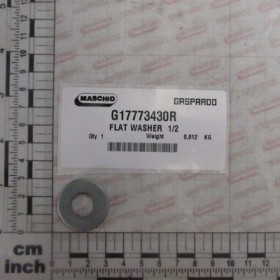 MASCHIO GASPARDO
G17773430R
FLAT WASHER 1/2
Qty 1 Weight 0,012 KG
cm
inch